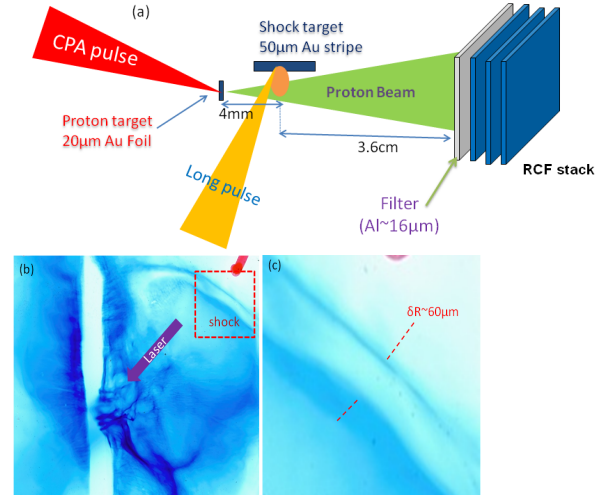 (a)
CPA pulse
Shock target
50μm Au stripe
Proton Beam
4mm
Proton target
20μm Au Foil
3.6cm
RCF stack
Long pulse
Filter
(Al~16μm)
(b)
shock
Laser
(c)
δR~60μm